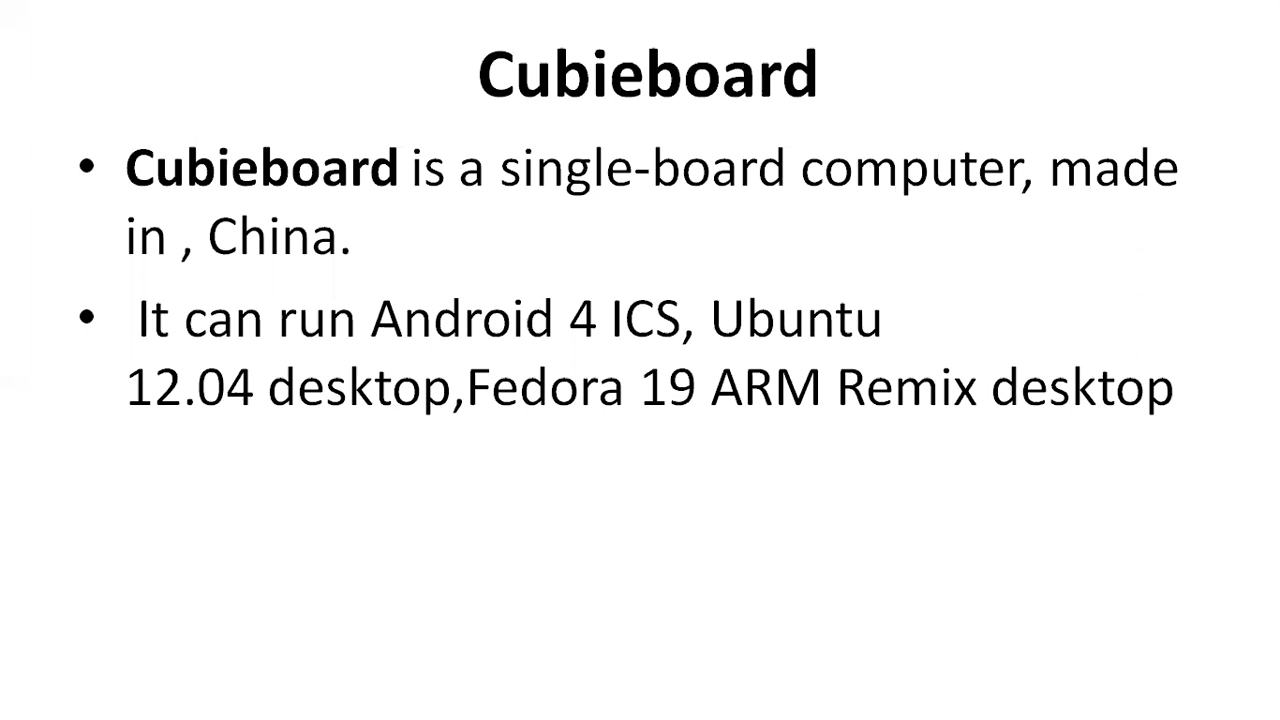 Cubieboard
• Cubieboard is a single-board computer, made
in , China.
• It can run Android 4 ICS, Ubuntu
12.04 desktop,Fedora 19 ARM Remix desktop